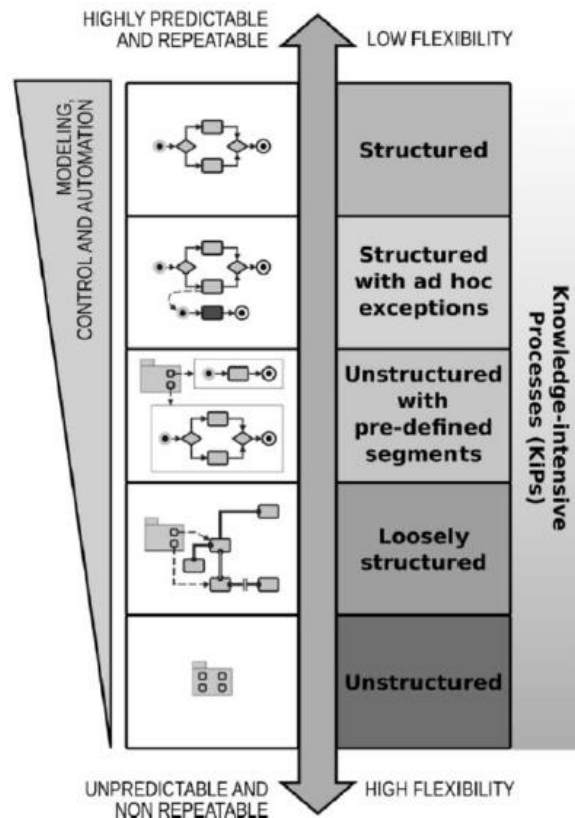 HIGHLY PREDICTABLE
AND REPEATABLE
LOW FLEXIBILITY
MODELING,
CONTROL AND AUTOMATION
Structured
Structured
with ad hoc
exceptions
Unstructured
with
pre-defined
segments
Loosely
structured
Unstructured
Knowledge-intensive
Processes (KiPs)
UNPREDICTABLE AND
NON REPEATABLE
HIGH FLEXIBILITY